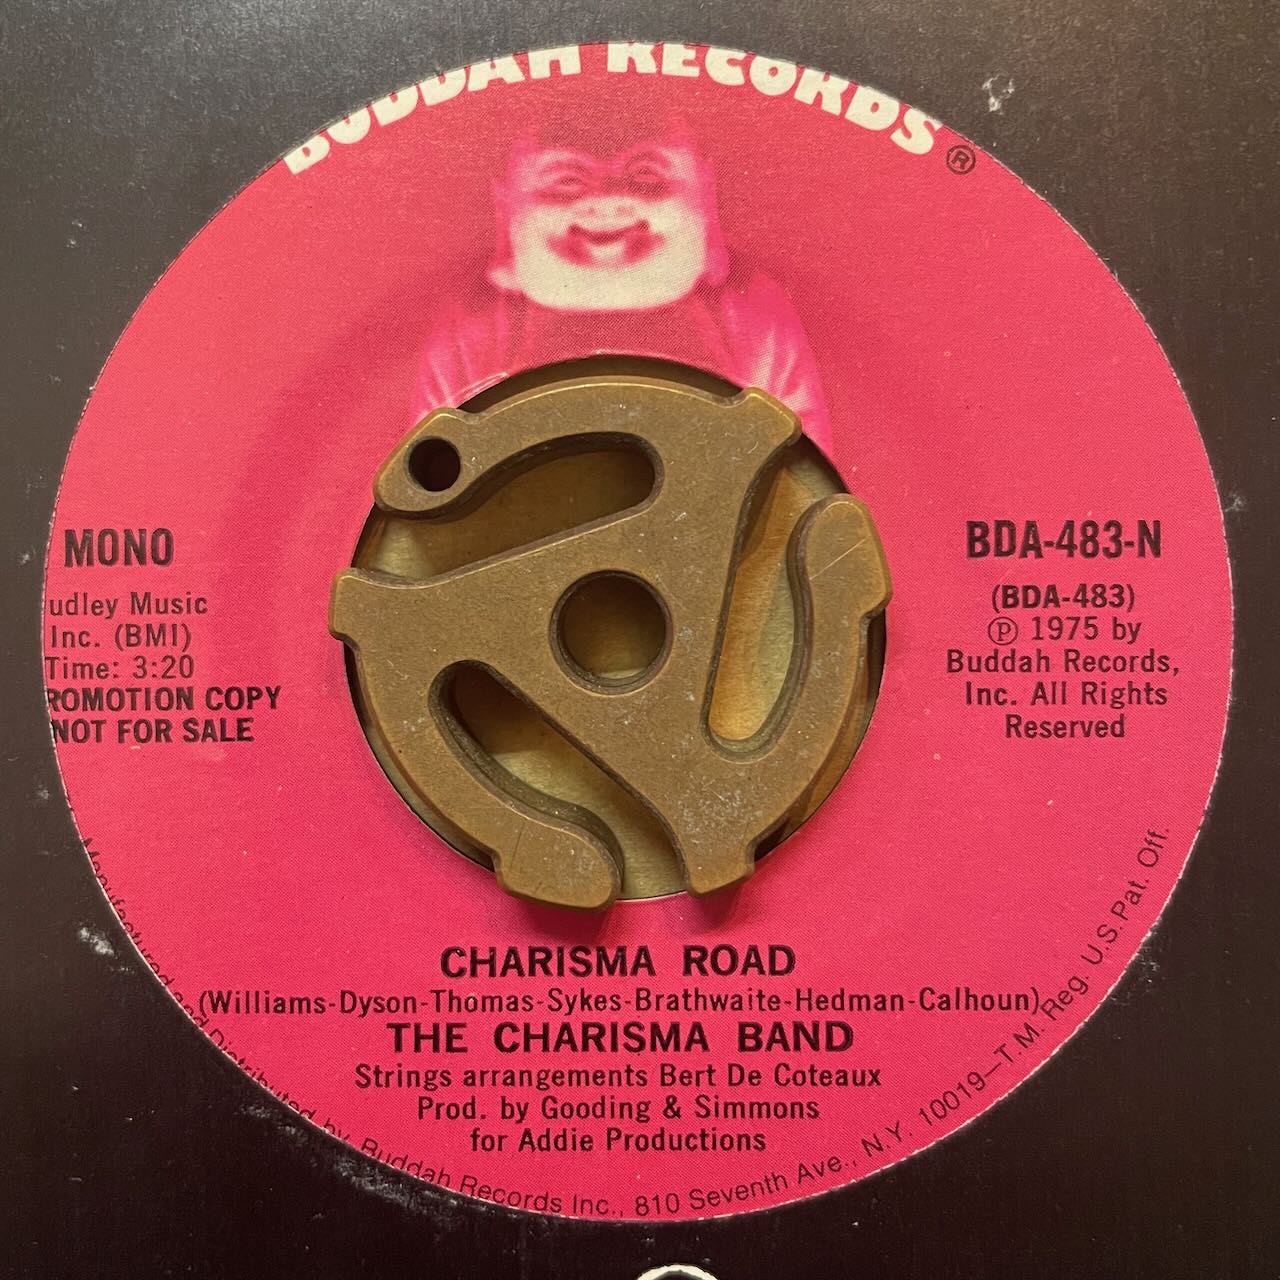 BUDDAH RECORDS ®
MONO
udley Music
Inc. (BMI)
Time: 3:20
ROMOTION COPY
NOT FOR SALE
BDA-483-N
(BDA-483)
℗ 1975 by
Buddah Records,
Inc. All Rights
Reserved
CHARISMA ROAD
(Williams-Dyson-Thomas-Sykes-Brathwaite-Hedman-Calhoun)
THE CHARISMA BAND
Strings arrangements Bert De Coteaux
Prod. by Gooding & Simmons
for Addie Productions
Manufactured and Distributed by Buddah Records Inc., 810 Seventh Ave., N.Y. 10019—T.M. Reg. U.S. Pat. Off.